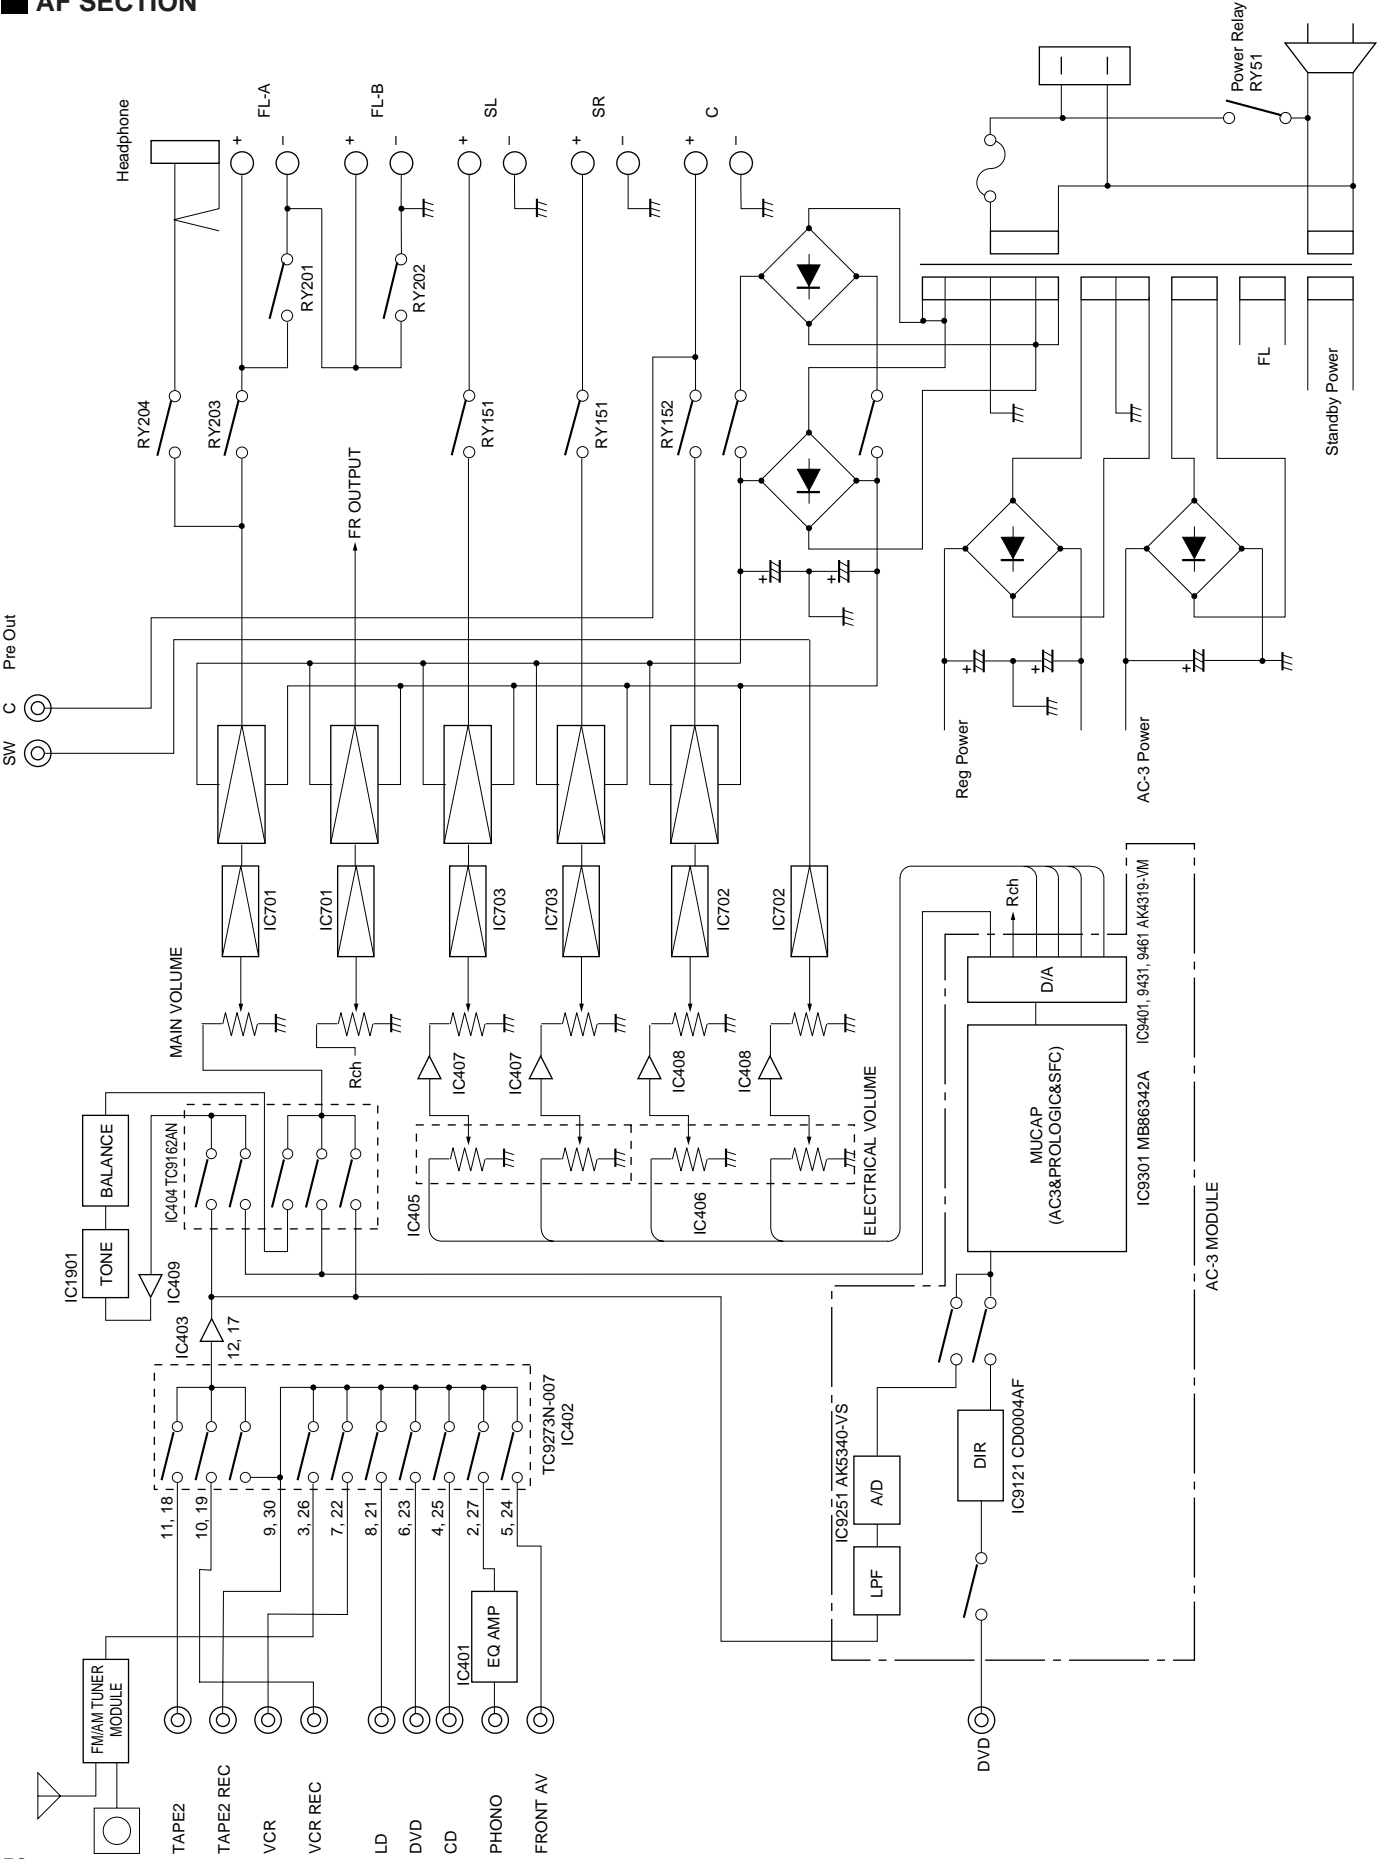 AF SECTION
Headphone
FL-A
FL-B
SL
SR
C
+
–
+
–
+
–
+
–
+
–
Power Relay
RY51
RY201
RY202
RY204
RY203
RY151
RY151
RY152
FR OUTPUT
FL
Standby Power
Pre Out
C
SW
+
+
+
+
+
Reg Power
AC-3 Power
IC701
IC701
IC703
IC703
IC702
IC702
MAIN VOLUME
Rch
IC407
IC407
IC408
IC408
ELECTRICAL VOLUME
IC405
IC406
BALANCE
TONE
IC1901
IC409
IC404 TC9162AN
IC403
12, 17
TC9273N-007
IC402
11, 18
10, 19
9, 30
3, 26
7, 22
8, 21
6, 23
4, 25
2, 27
5, 24
IC401
EQ AMP
FM/AM TUNER
MODULE
TAPE2
TAPE2 REC
VCR
VCR REC
LD
DVD
CD
PHONO
FRONT AV
Rch
D/A
IC9401, 9431, 9461 AK4319-VM
MUCAP
(AC3&PROLOGIC&SFC)
IC9301 MB86342A
AC-3 MODULE
IC9251 AK5340-VS
A/D
LPF
DIR
IC9121 CD0004AF
DVD